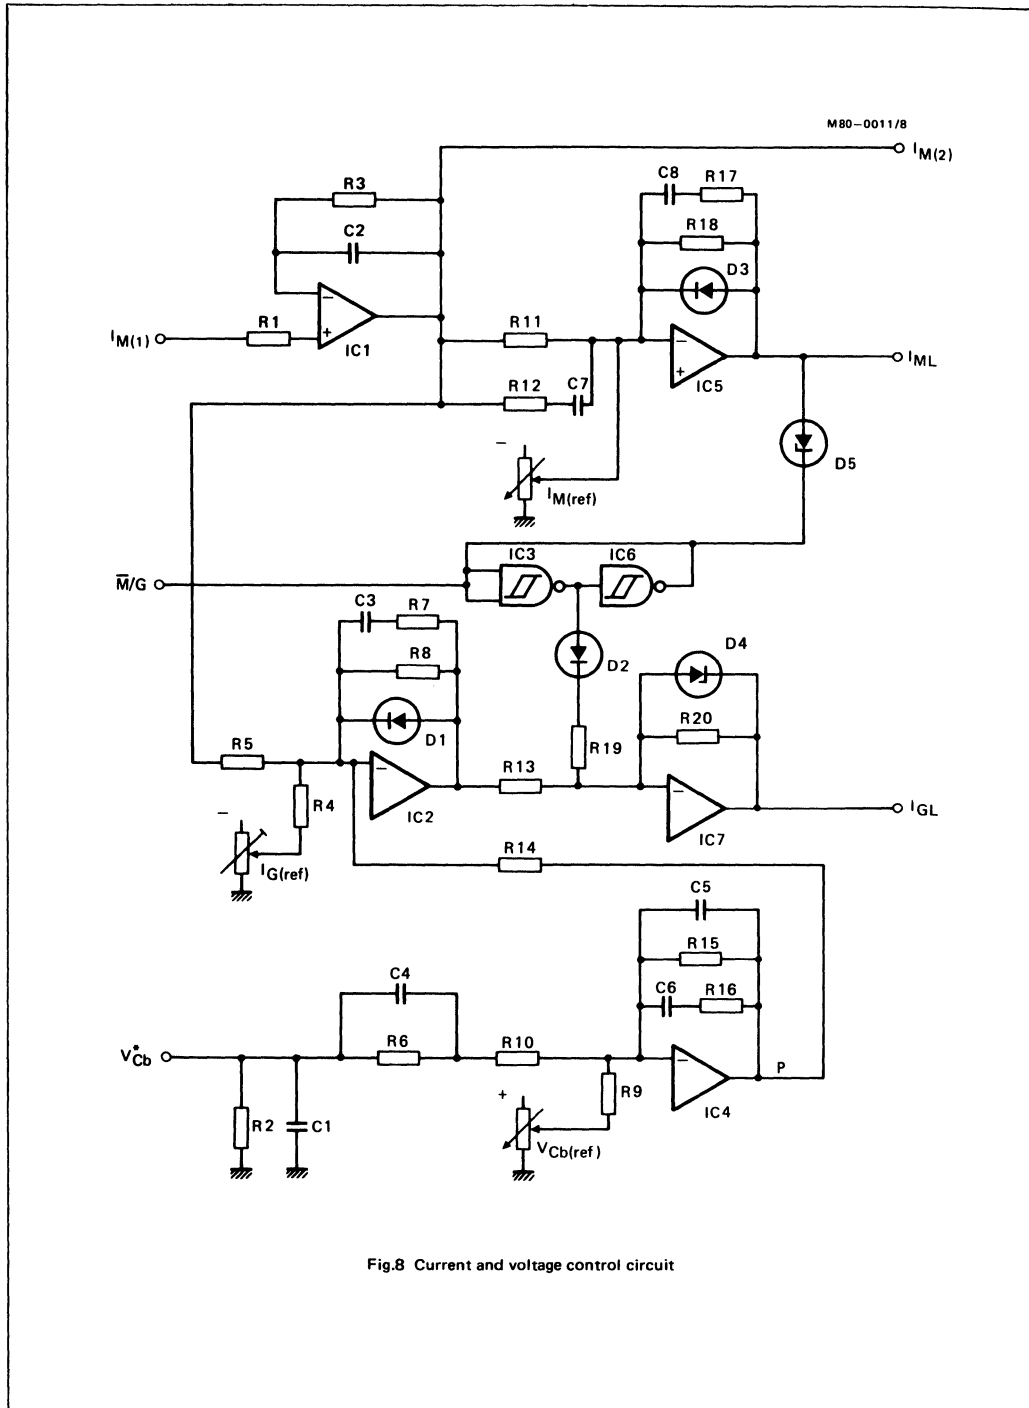 M80-0011/8
I_M(2)
C8 R17
R3
R18
C2
D3
−
+
I_M(1) R1 IC1
R11
−
+
IC5 I_ML
R12 C7
−
I_M(ref)
D5
IC3 IC6
M̅/G
C3 R7
D2
D4
R8
R20
D1
R19
R5
−
IC2
R13
−
IC7 I_GL
R4
−
I_G(ref)
R14
C5
R15
C4
C6 R16
V*_Cb R6 R10
−
IC4 P
R9
+
V_Cb(ref)
R2 C1
Fig.8 Current and voltage control circuit